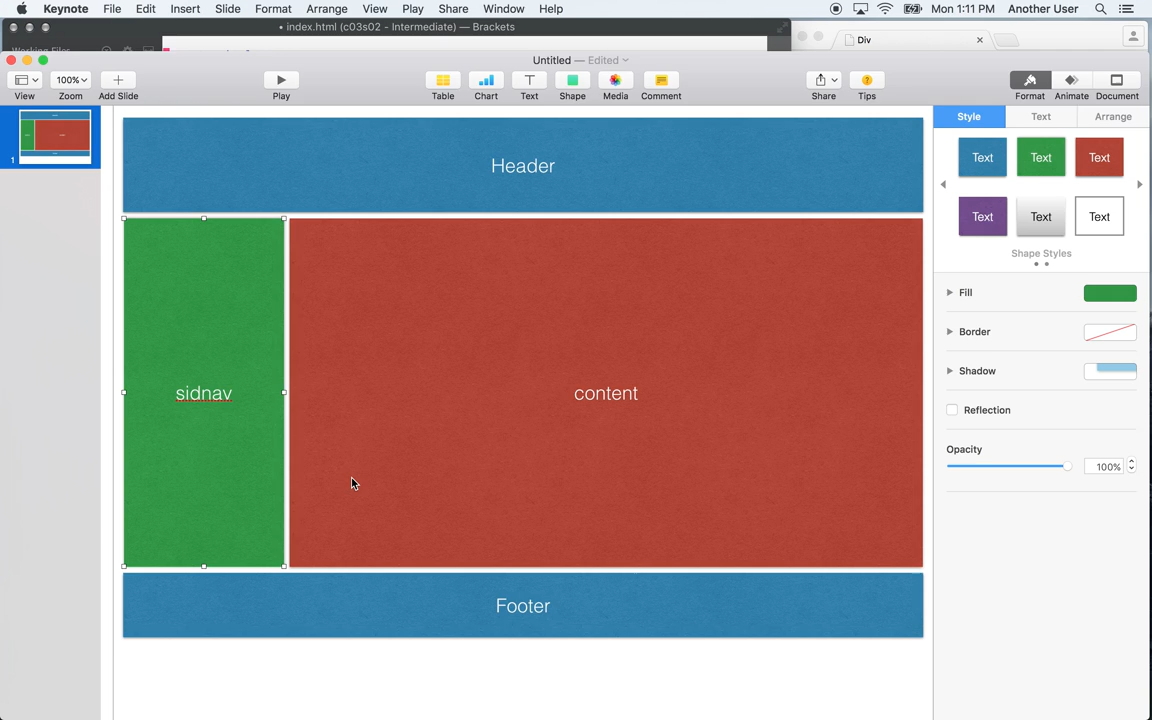 Keynote File Edit Insert Slide Format Arrange View Play Share Window Help Mon 1:11 PM Another User
• index.html (c03s02 - Intermediate) — Brackets
Working Files
Div
Untitled — Edited
100%
View Zoom Add Slide Play Table Chart Text Shape Media Comment Share Tips Format Animate Document
Style Text Arrange
1
Header
Text Text Text
Text Text Text
Shape Styles
Fill
Border
Shadow
Reflection
Opacity
100%
sidnav
content
Footer